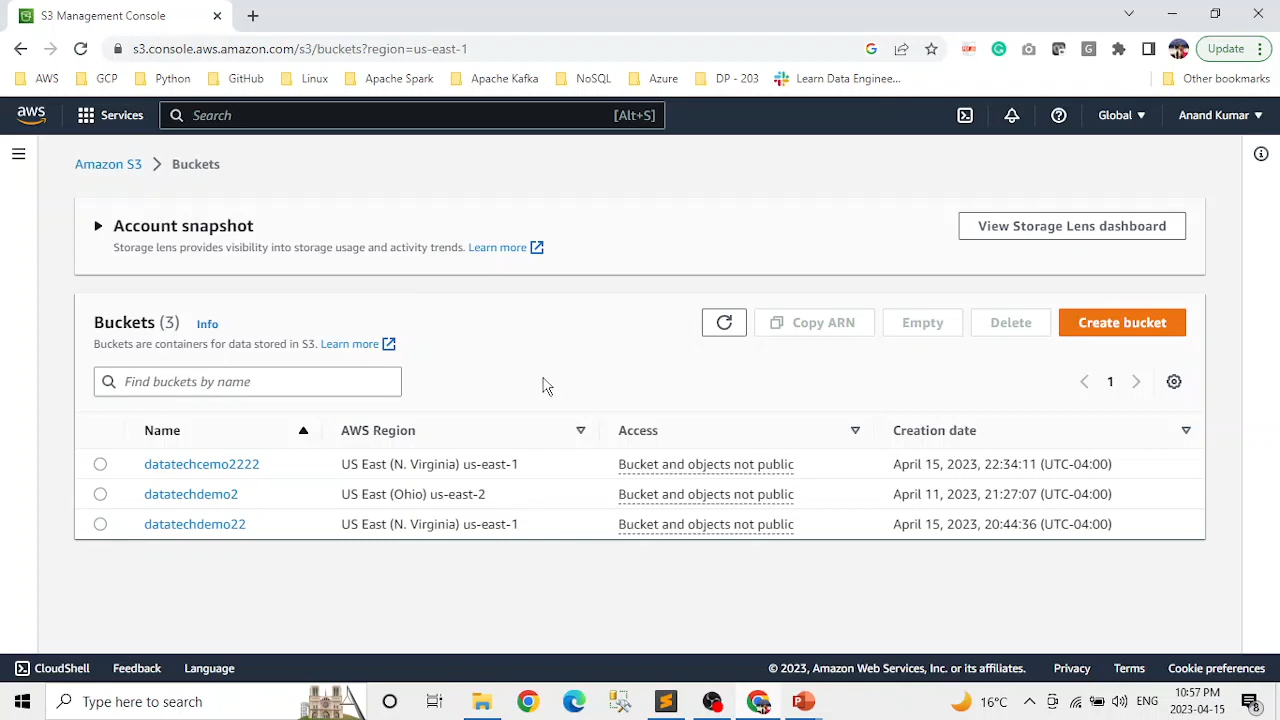 S3 Management Console
s3.console.aws.amazon.com/s3/buckets?region=us-east-1
Update
AWS GCP Python GitHub Linux Apache Spark Apache Kafka NoSQL Azure DP - 203 Learn Data Enginee... Other bookmarks
aws Services Search [Alt+S] Global Anand Kumar
Amazon S3 Buckets
Account snapshot
View Storage Lens dashboard
Storage lens provides visibility into storage usage and activity trends. Learn more
Buckets (3) Info
Copy ARN Empty Delete Create bucket
Buckets are containers for data stored in S3. Learn more
Find buckets by name
1
Name AWS Region Access Creation date
datatechcemo2222 US East (N. Virginia) us-east-1 Bucket and objects not public April 15, 2023, 22:34:11 (UTC-04:00)
datatechdemo2 US East (Ohio) us-east-2 Bucket and objects not public April 11, 2023, 21:27:07 (UTC-04:00)
datatechdemo22 US East (N. Virginia) us-east-1 Bucket and objects not public April 15, 2023, 20:44:36 (UTC-04:00)
CloudShell Feedback Language © 2023, Amazon Web Services, Inc. or its affiliates. Privacy Terms Cookie preferences
Type here to search
16°C
ENG
10:57 PM
2023-04-15
8